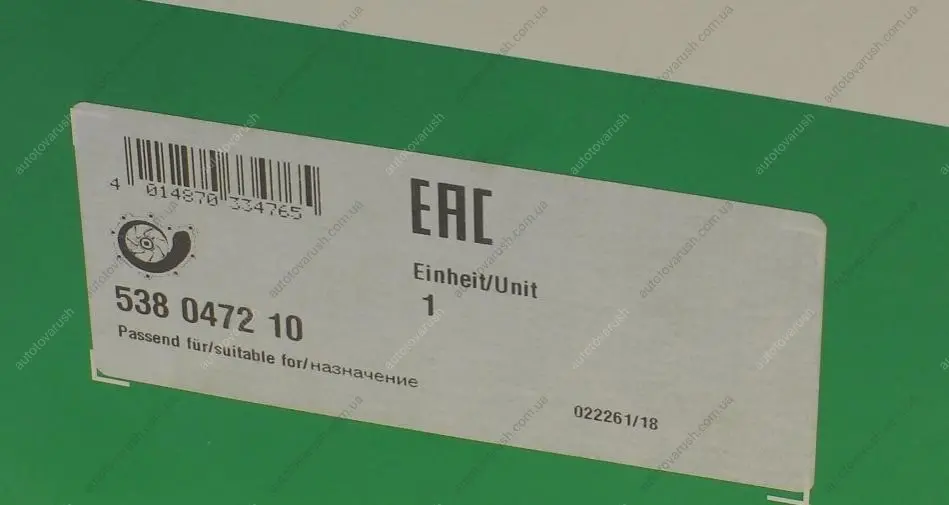 4 014870 334765
EAC
Einheit/Unit
1
538 0472 10
Passend für/suitable for/назначение
022261/18
autotovarush.com.ua